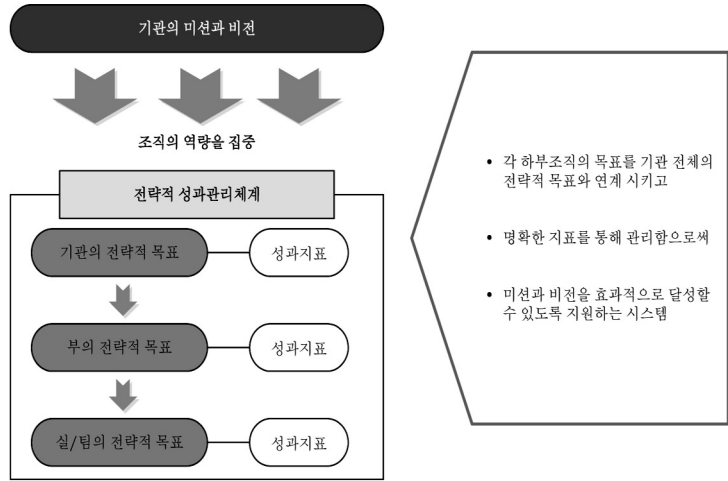 기관의 미션과 비전
조직의 역량을 집중
전략적 성과관리체계
기관의 전략적 목표
성과지표
부의 전략적 목표
성과지표
실/팀의 전략적 목표
성과지표
• 각 하부조직의 목표를 기관 전체의
전략적 목표와 연계 시키고
• 명확한 지표를 통해 관리함으로써
• 미션과 비전을 효과적으로 달성할
수 있도록 지원하는 시스템